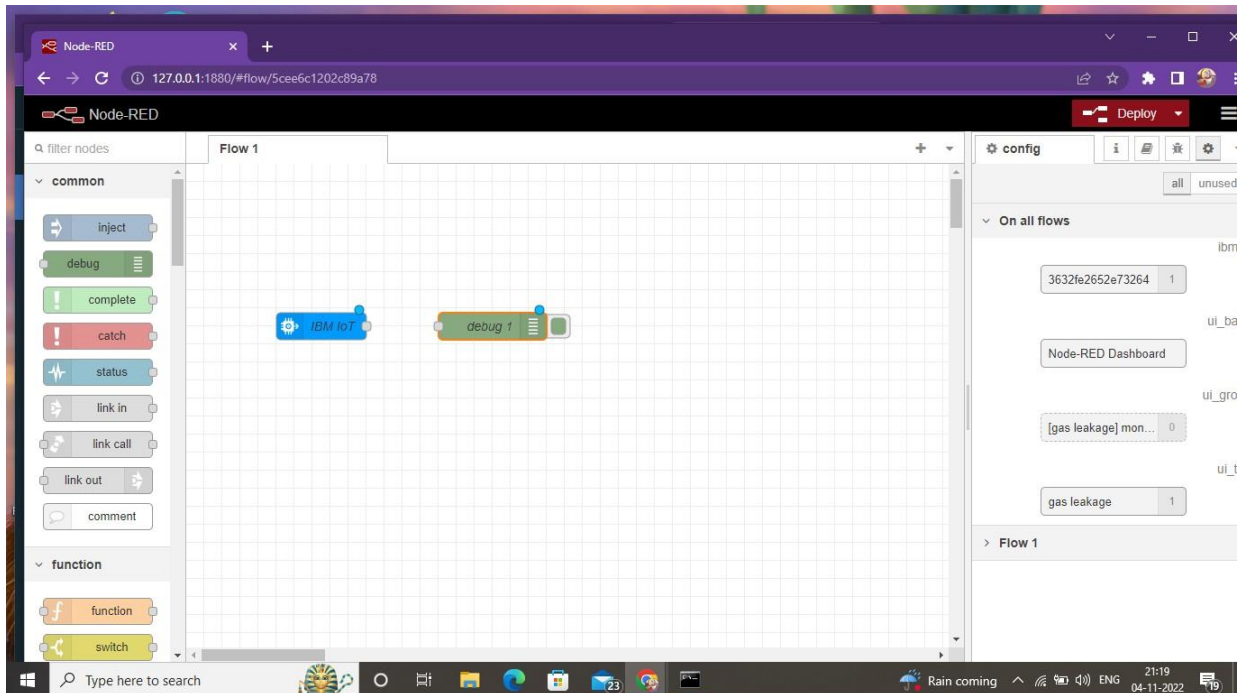 Node-RED
127.0.0.1:1880/#flow/5cee6c1202c89a78
Node-RED
Deploy
filter nodes
Flow 1
config
i
common
all
unused
inject
debug
complete
catch
status
link in
link call
link out
comment
function
function
switch
IBM IoT
debug 1
On all flows
ibm
3632fe2652e73264
1
ui_ba
Node-RED Dashboard
ui_gro
[gas leakage] mon...
0
ui_t
gas leakage
1
Flow 1
Type here to search
23
Rain coming
ENG
21:19
04-11-2022
19